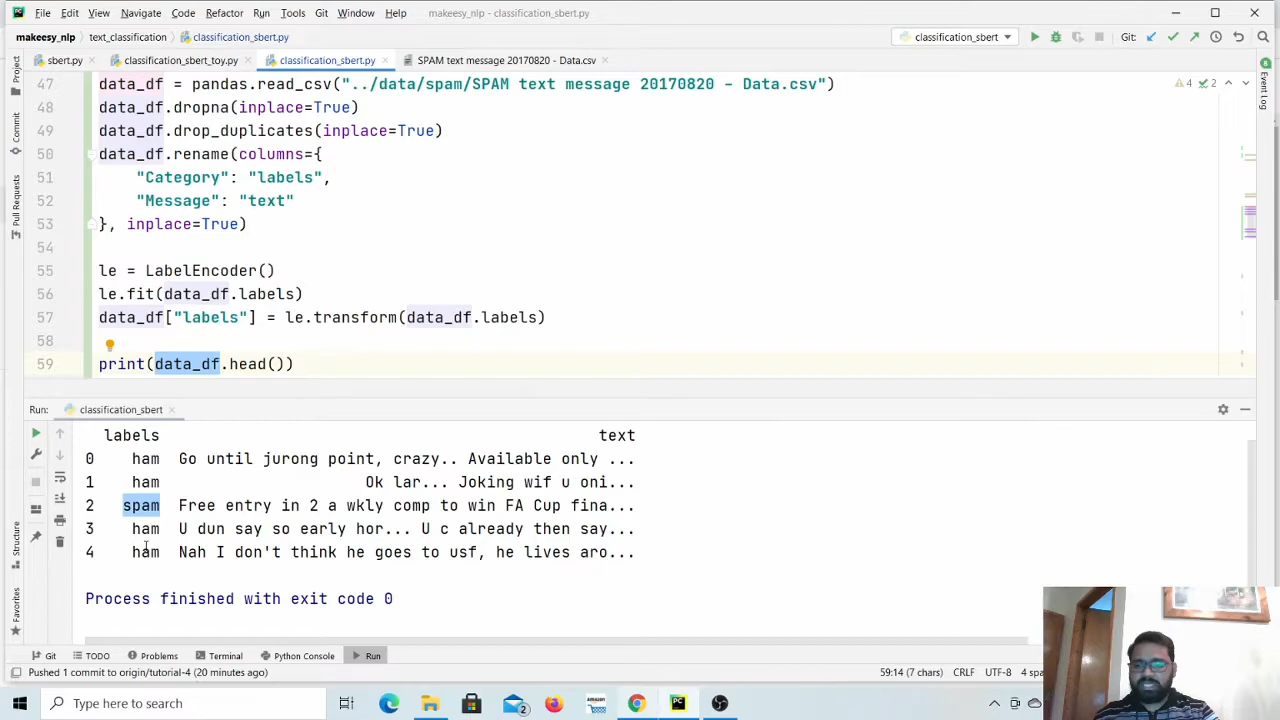 File Edit View Navigate Code Refactor Run Tools Git Window Help makeesy_nlp - classification_sbert.py
makeesy_nlp text_classification classification_sbert.py classification_sbert Git:
sbert.py classification_sbert_toy.py classification_sbert.py SPAM text message 20170820 - Data.csv
Project
Commit
Pull Requests
Structure
Favorites
Event Log
4 2
47 data_df = pandas.read_csv("../data/spam/SPAM text message 20170820 - Data.csv")
48 data_df.dropna(inplace=True)
49 data_df.drop_duplicates(inplace=True)
50 data_df.rename(columns={
51 "Category": "labels",
52 "Message": "text"
53 }, inplace=True)
54
55 le = LabelEncoder()
56 le.fit(data_df.labels)
57 data_df["labels"] = le.transform(data_df.labels)
58
59 print(data_df.head())
Run: classification_sbert
labels text
0 ham Go until jurong point, crazy.. Available only ...
1 ham Ok lar... Joking wif u oni...
2 spam Free entry in 2 a wkly comp to win FA Cup fina...
3 ham U dun say so early hor... U c already then say...
4 ham Nah I don't think he goes to usf, he lives aro...
Process finished with exit code 0
Git TODO Problems Terminal Python Console Run
Pushed 1 commit to origin/tutorial-4 (20 minutes ago) 59:14 (7 chars) CRLF UTF-8
Type here to search